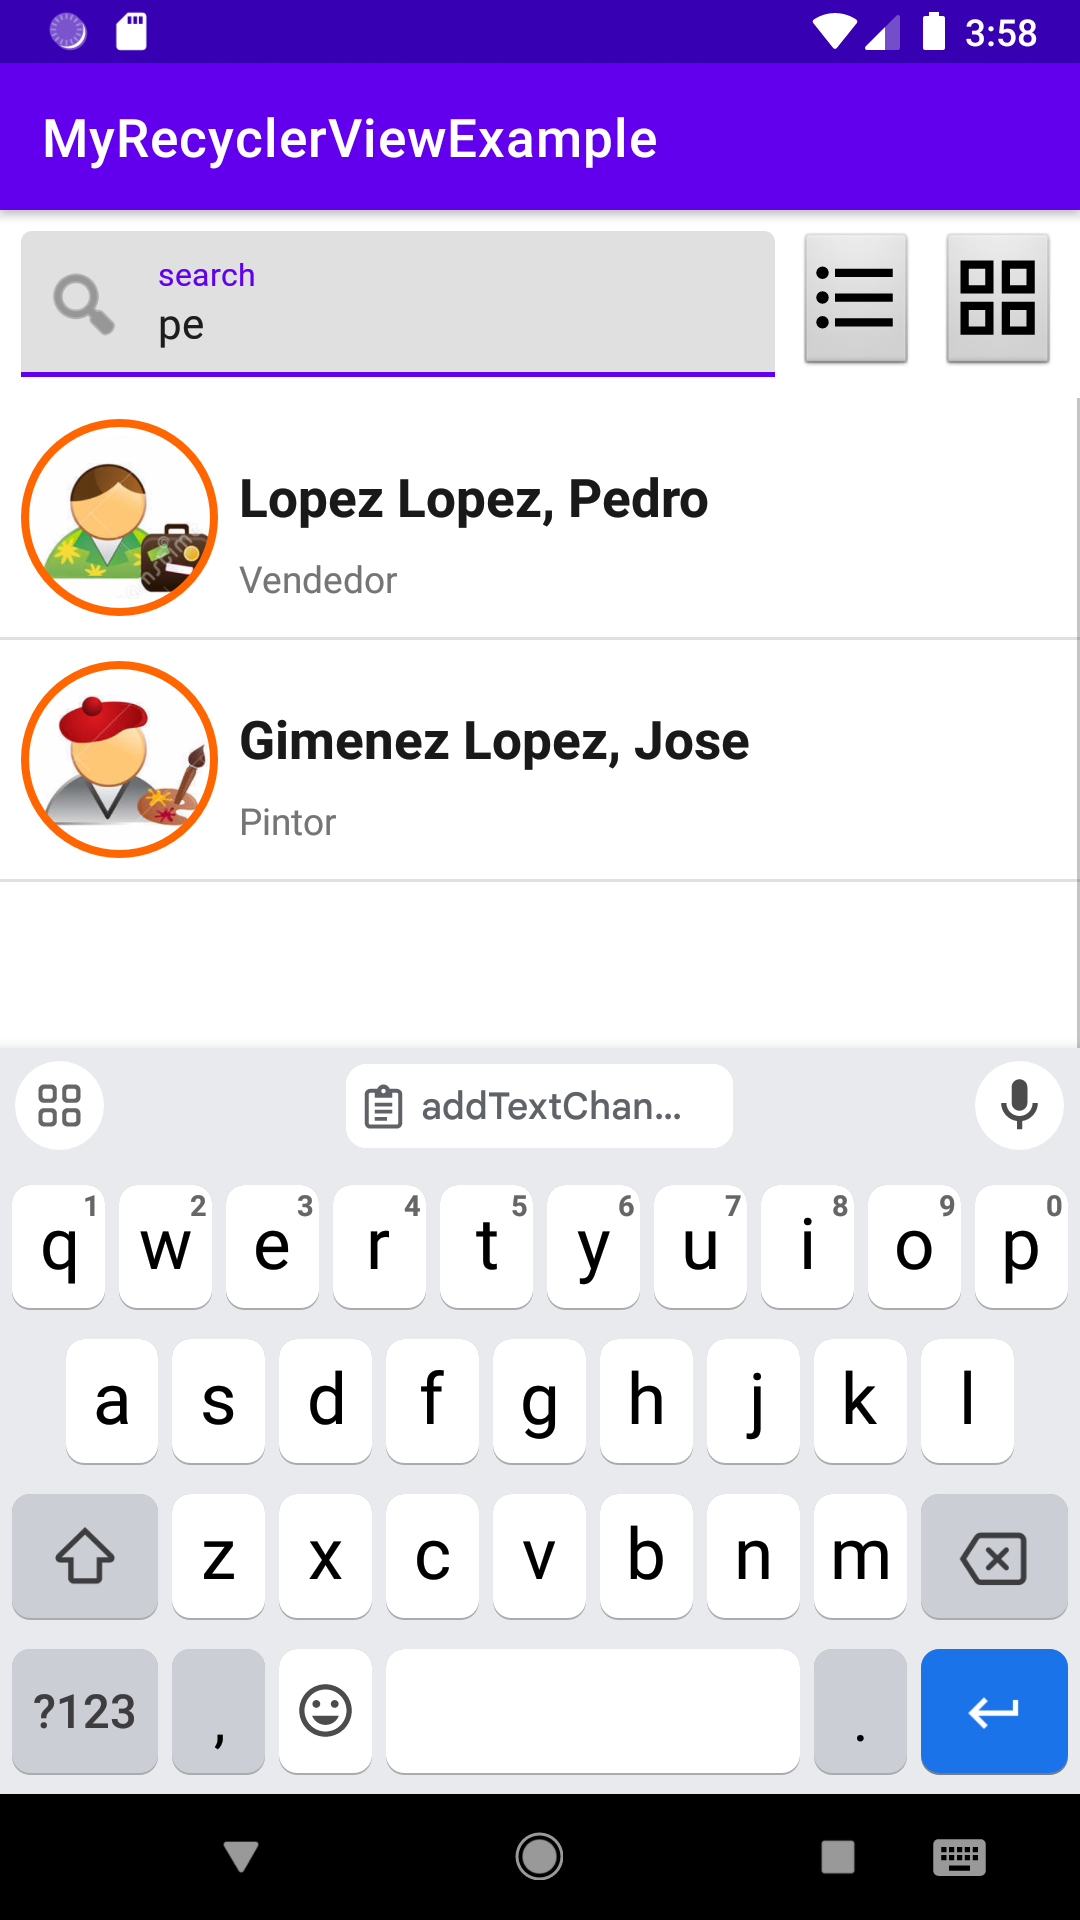 3:58
MyRecyclerViewExample
search
pe
Lopez Lopez, Pedro
Vendedor
Gimenez Lopez, Jose
Pintor
addTextChan...
1 2 3 4 5 6 7 8 9 0
q w e r t y u i o p
a s d f g h j k l
z x c v b n m
?123 , .